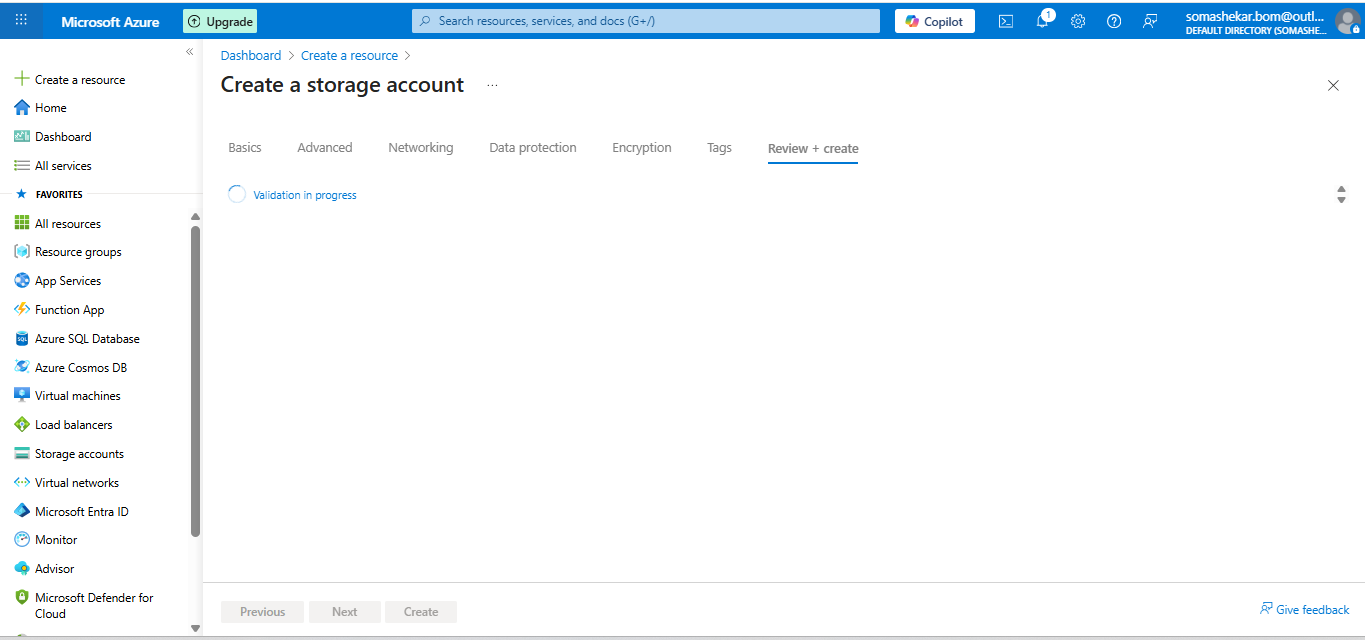 Microsoft Azure
Upgrade
Search resources, services, and docs (G+/)
Copilot
1
somashekar.bom@outl...
DEFAULT DIRECTORY (SOMASHE...
«
Create a resource
Home
Dashboard
All services
FAVORITES
All resources
Resource groups
App Services
Function App
SQL
Azure SQL Database
Azure Cosmos DB
Virtual machines
Load balancers
Storage accounts
Virtual networks
Microsoft Entra ID
Monitor
Advisor
Microsoft Defender for
Cloud
Dashboard > Create a resource >
Create a storage account ...
Basics Advanced Networking Data protection Encryption Tags Review + create
Validation in progress
Previous Next Create
Give feedback